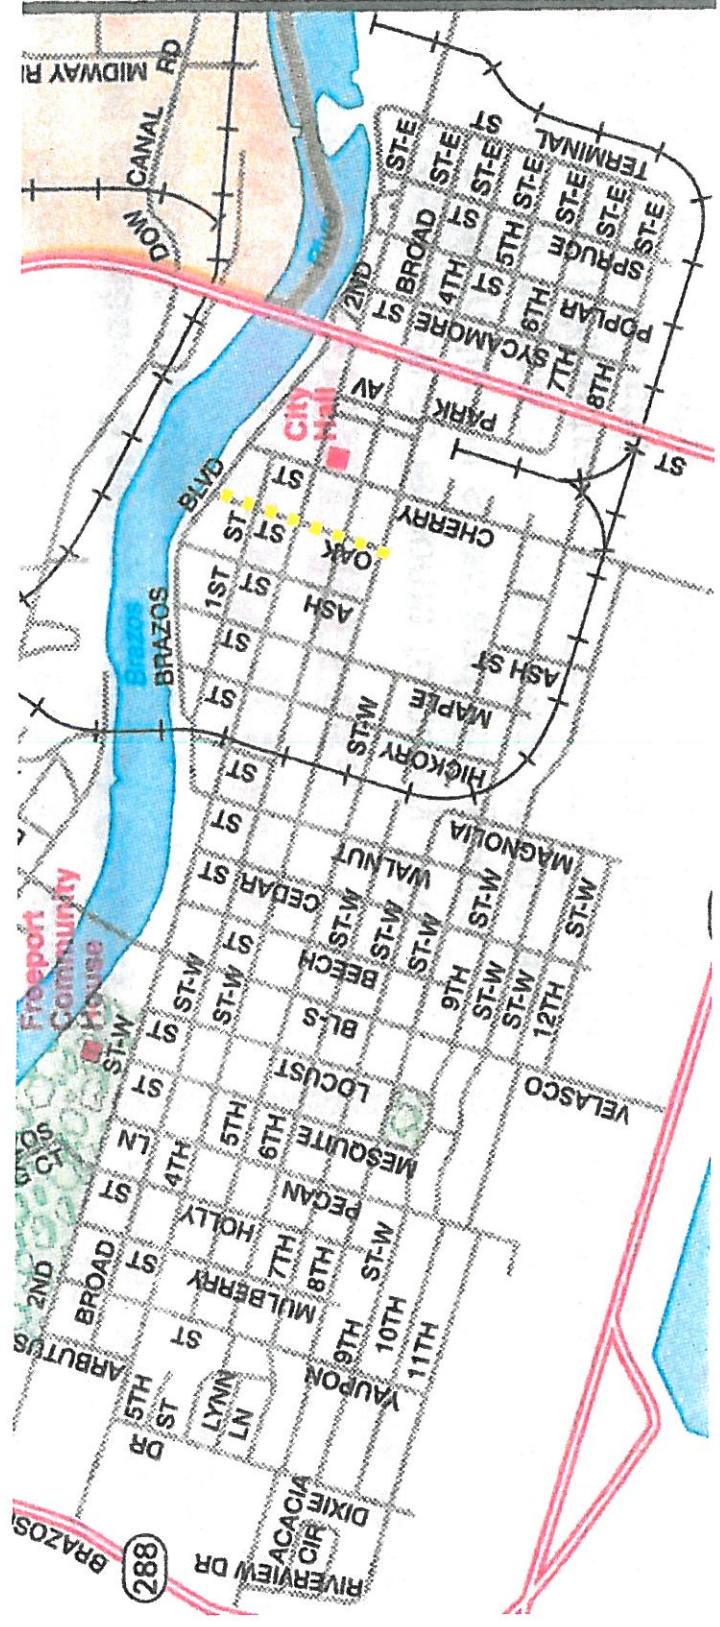 MIDWAY
DOW CANAL RD
River
TERMINAL ST
ST-E
ST-E
ST-E
ST-E
ST-E
ST-E
ST-E
SPRUGE ST
POPLAR ST
SYCAMORE ST
2ND
BROAD
4TH
5TH
6TH
7TH
8TH
PARK AV
ST
City
Hall
CHERRY ST
OAK ST
ASH ST
MAPLE ST
HICKORY ST
ASH ST
BLVD
BRAZOS
Brazos
1ST ST
ST-W
MAGNOLIA ST
WALNUT ST
CEDAR ST
BEECH ST
BL-S
LOCUST ST
MESQUITE ST
PECAN LN
HOLLY ST
MULBERRY ST
YAUPON ST
ARBUTUS
VELASCO
Freeport
Community
House
ST-W
ST-W
ST-W
ST-W
ST-W
ST-W
ST-W
ST-W
ST-W
ST-W
9TH
12TH
2ND
BROAD
4TH
5TH
6TH
7TH
8TH
9TH
10TH
11TH
ST-W
CT
5TH ST
LYNN LN
DIXIE DR
ACACIA CIR
RIVERVIEW DR
288